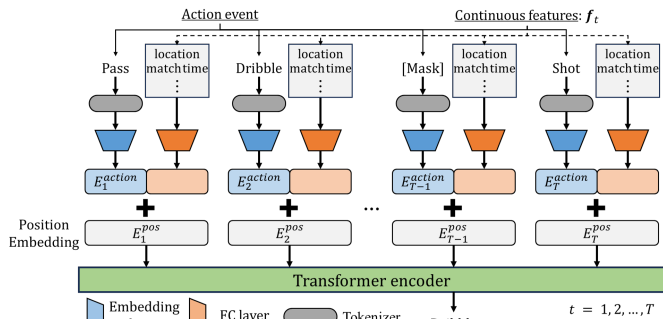 Action event
Continuous features: f_t
Pass
location
matchtime
⋮
Dribble
location
matchtime
⋮
[Mask]
location
matchtime
⋮
Shot
location
matchtime
⋮
E_1^action
E_2^action
E_{T-1}^action
E_T^action
+ + + +
...
Position
Embedding
E_1^pos
E_2^pos
E_{T-1}^pos
E_T^pos
Transformer encoder
Embedding
FC layer
Tokenizer
t = 1, 2, ..., T